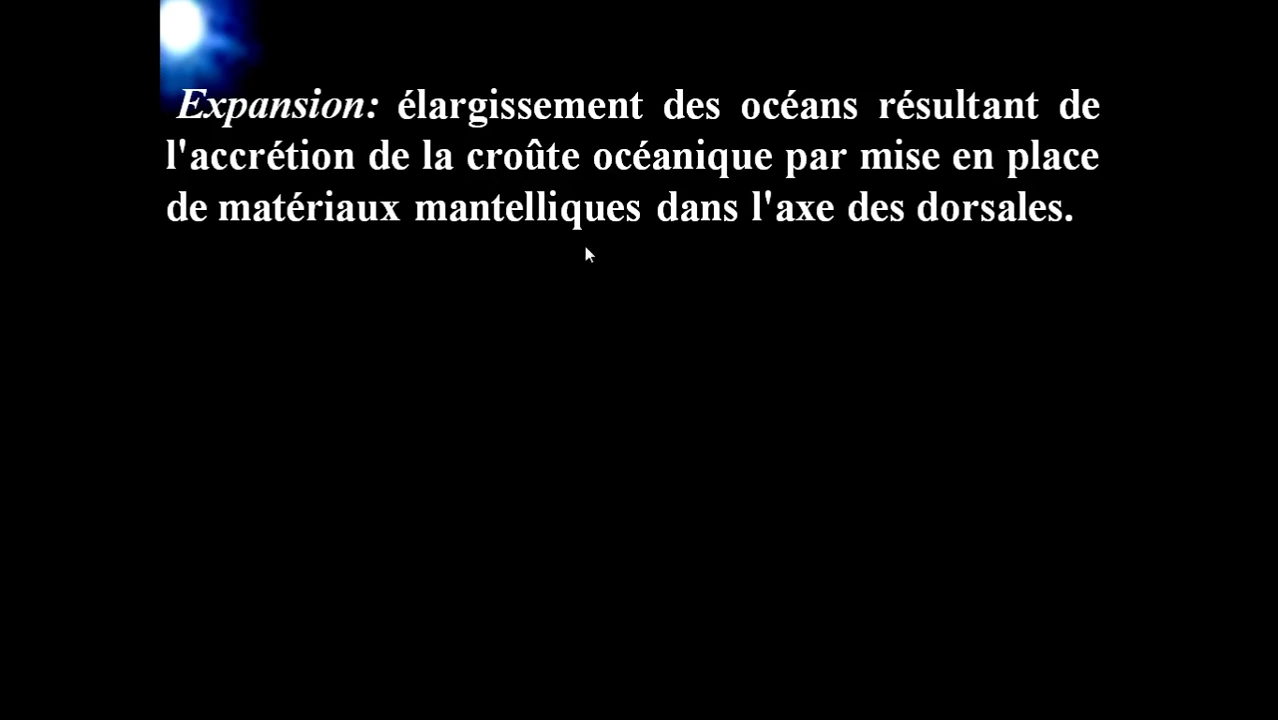 Expansion: élargissement des océans résultant de
l'accrétion de la croûte océanique par mise en place
de matériaux mantelliques dans l'axe des dorsales.